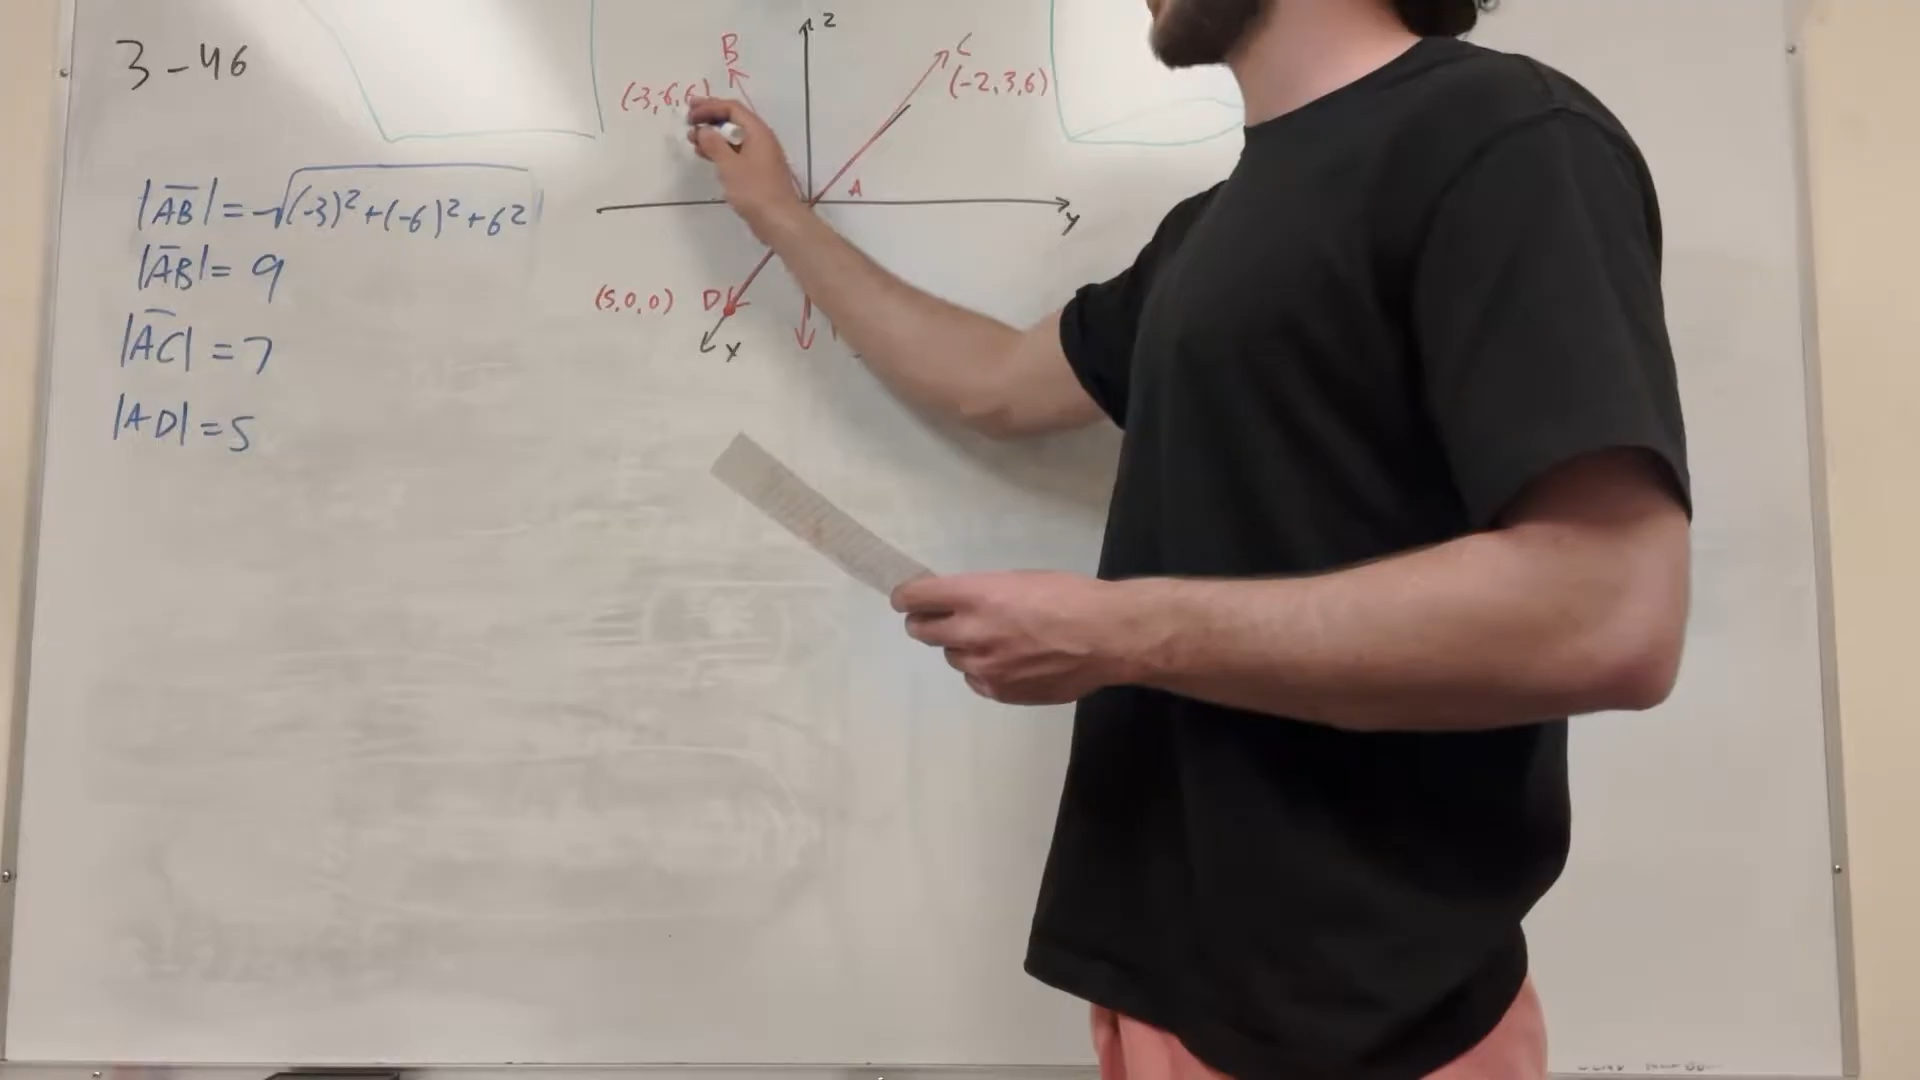 3-46
z
B
C
(-3,-6,6)
(-2,3,6)
A
y
|AB|=√(-3)²+(-6)²+6²
|AB|=9
(5,0,0) D
x
|AC|=7
|AD|=5